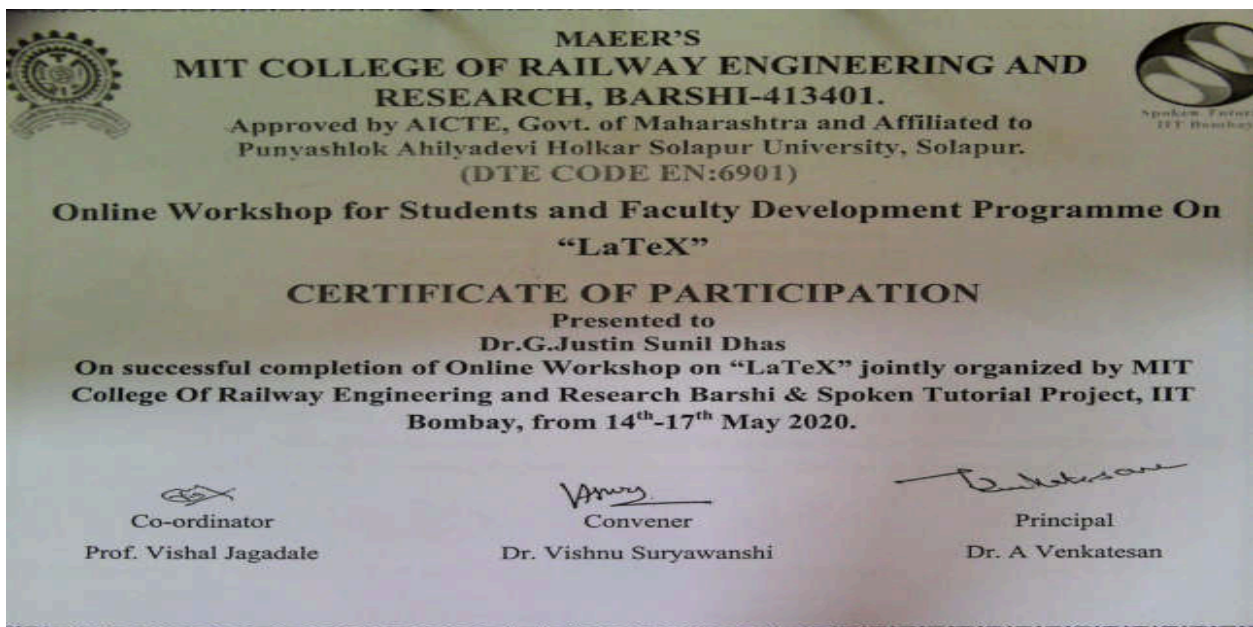 MAEER'S
MIT COLLEGE OF RAILWAY ENGINEERING AND
RESEARCH, BARSHI-413401.
Approved by AICTE, Govt. of Maharashtra and Affiliated to
Punyashlok Ahilyadevi Holkar Solapur University, Solapur.
(DTE CODE EN:6901)
Spoken
IIT Bombay
Online Workshop for Students and Faculty Development Programme On
“LaTeX”
CERTIFICATE OF PARTICIPATION
Presented to
Dr.G.Justin Sunil Dhas
On successful completion of Online Workshop on “LaTeX” jointly organized by MIT
College Of Railway Engineering and Research Barshi & Spoken Tutorial Project, IIT
Bombay, from 14th-17th May 2020.
Co-ordinator
Prof. Vishal Jagadale
Convener
Dr. Vishnu Suryawanshi
Principal
Dr. A Venkatesan